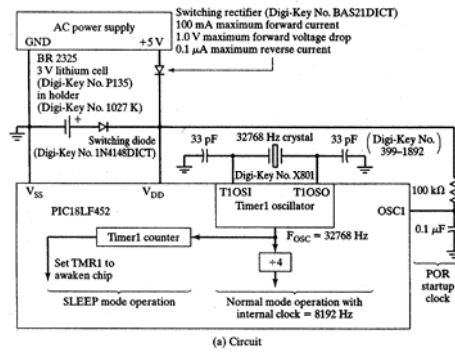 AC power supply
GND
+5 V
Switching rectifier (Digi-Key No. BAS21DICT)
100 mA maximum forward current
1.0 V maximum forward voltage drop
0.1 μA maximum reverse current
BR 2325
3 V lithium cell
(Digi-Key No. P135)
in holder
(Digi-Key No. 1027 K)
+
Switching diode
(Digi-Key No. 1N4148DICT)
33 pF
32768 Hz crystal
33 pF
(Digi-Key No.
399-1892)
Digi-Key No. X801
100 kΩ
VSS
VDD
T1OSI
T1OSO
PIC18LF452
Timer1 oscillator
OSC1
0.1 μF
Timer1 counter
FOSC = 32768 Hz
÷4
Set TMR1 to
awaken chip
POR
startup
clock
SLEEP mode operation
Normal mode operation with
internal clock = 8192 Hz
(a) Circuit